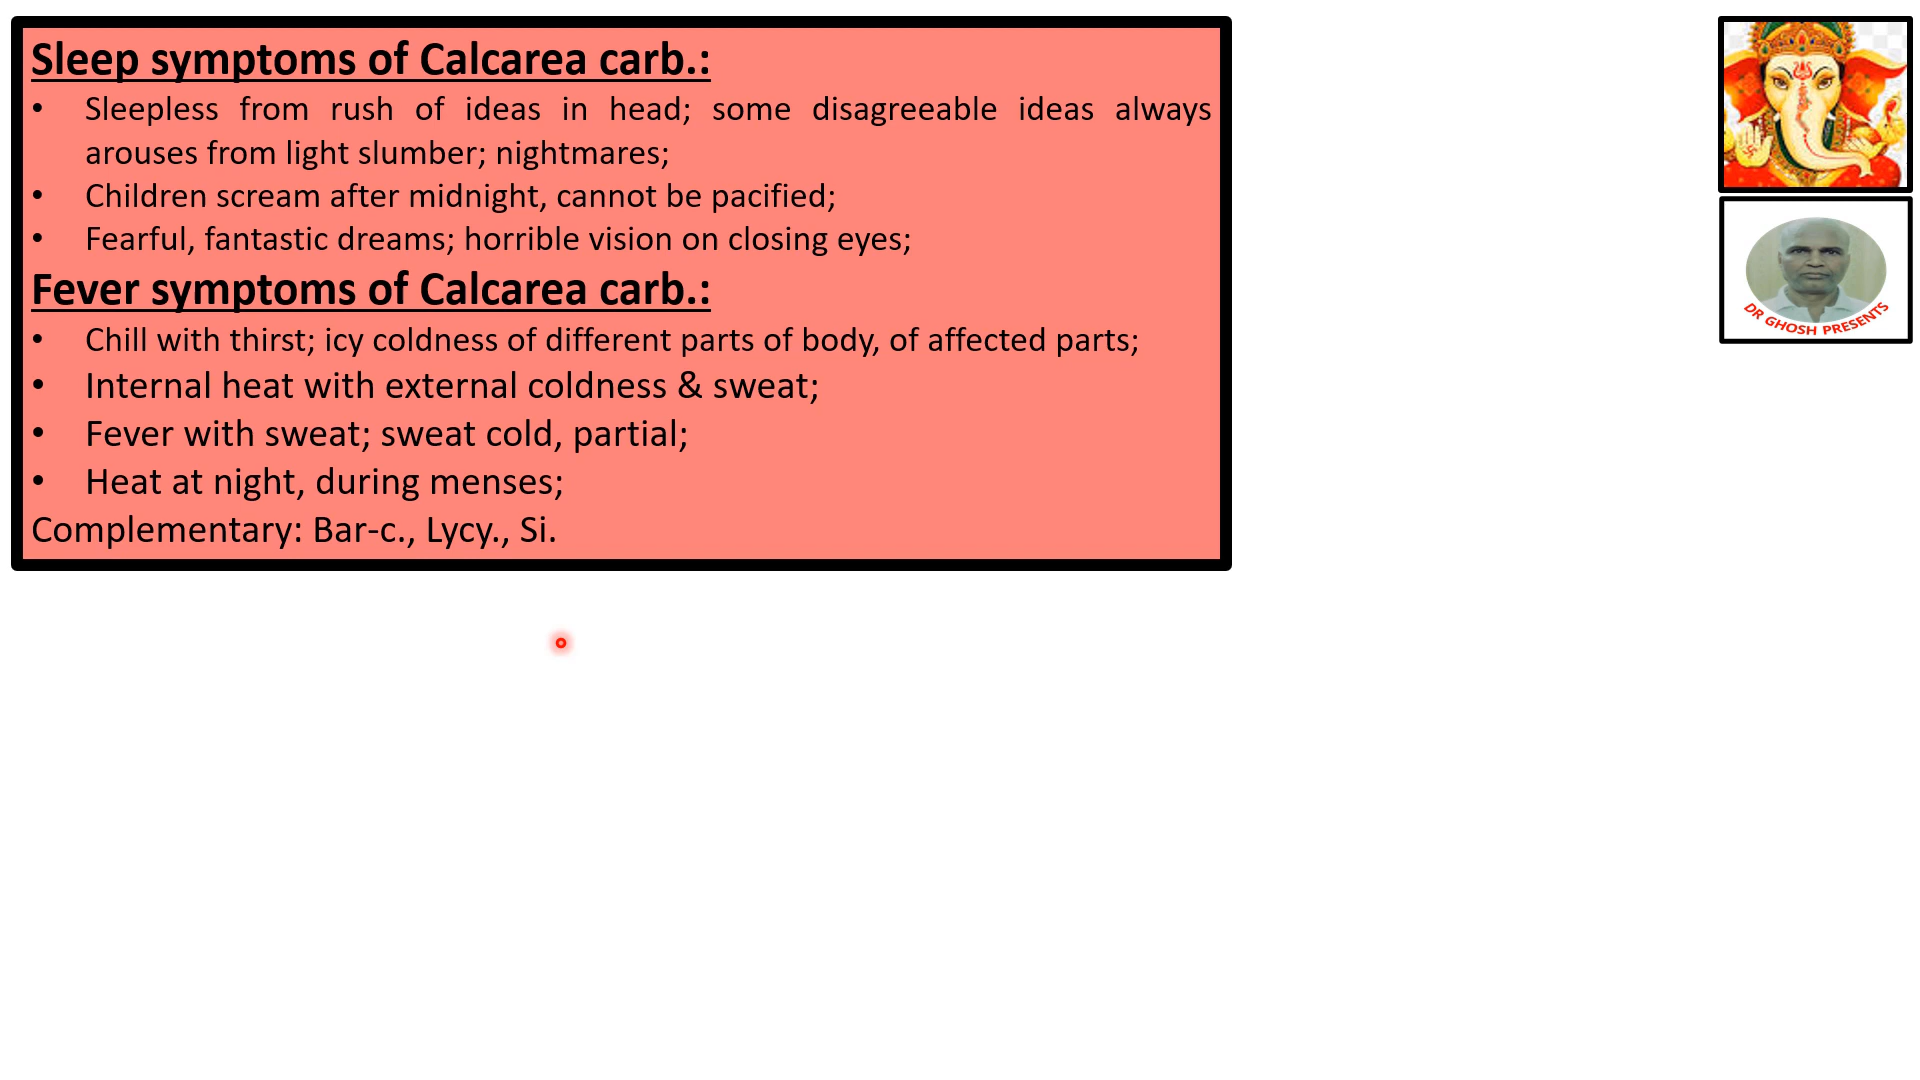 Sleep symptoms of Calcarea carb.:
• Sleepless from rush of ideas in head; some disagreeable ideas always
arouses from light slumber; nightmares;
• Children scream after midnight, cannot be pacified;
• Fearful, fantastic dreams; horrible vision on closing eyes;
Fever symptoms of Calcarea carb.:
• Chill with thirst; icy coldness of different parts of body, of affected parts;
• Internal heat with external coldness & sweat;
• Fever with sweat; sweat cold, partial;
• Heat at night, during menses;
Complementary: Bar-c., Lycy., Si.
DR GHOSH PRESENTS